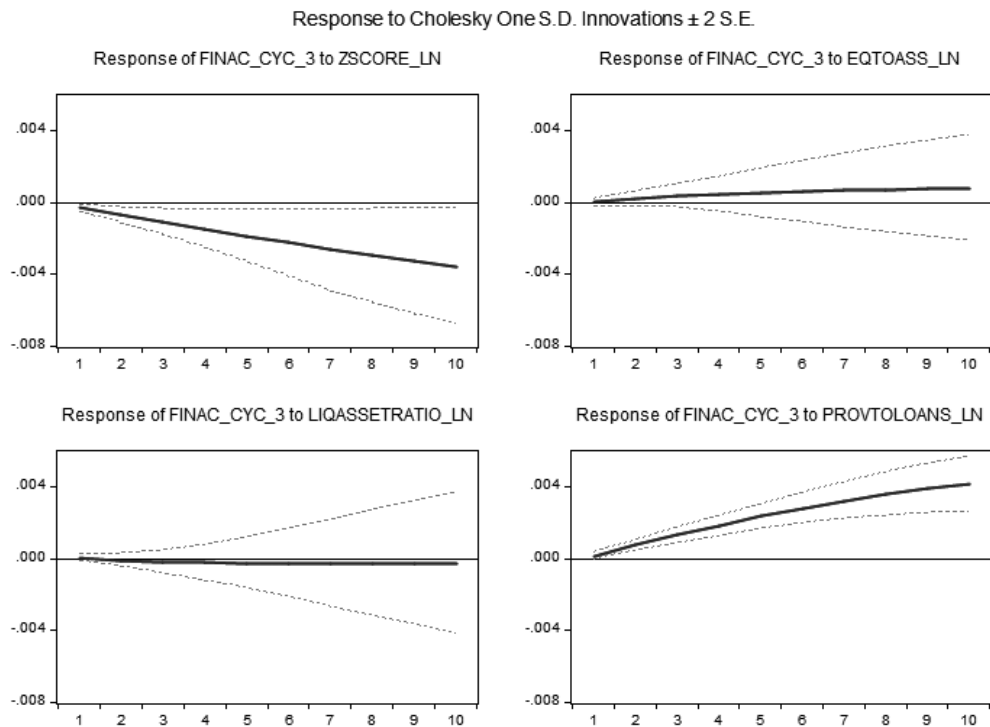 Response to Cholesky One S.D. Innovations ± 2 S.E.
Response of FINAC_CYC_3 to ZSCORE_LN
.004
.000
-.004
-.008
1 2 3 4 5 6 7 8 9 10
Response of FINAC_CYC_3 to EQTOASS_LN
.004
.000
-.004
-.008
1 2 3 4 5 6 7 8 9 10
Response of FINAC_CYC_3 to LIQASSETRATIO_LN
.004
.000
-.004
-.008
1 2 3 4 5 6 7 8 9 10
Response of FINAC_CYC_3 to PROVTOLOANS_LN
.004
.000
-.004
-.008
1 2 3 4 5 6 7 8 9 10